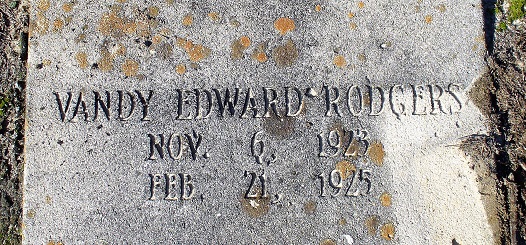 VANDY EDWARD RODGERS
NOV. 6, 1923
FEB. 21, 1925